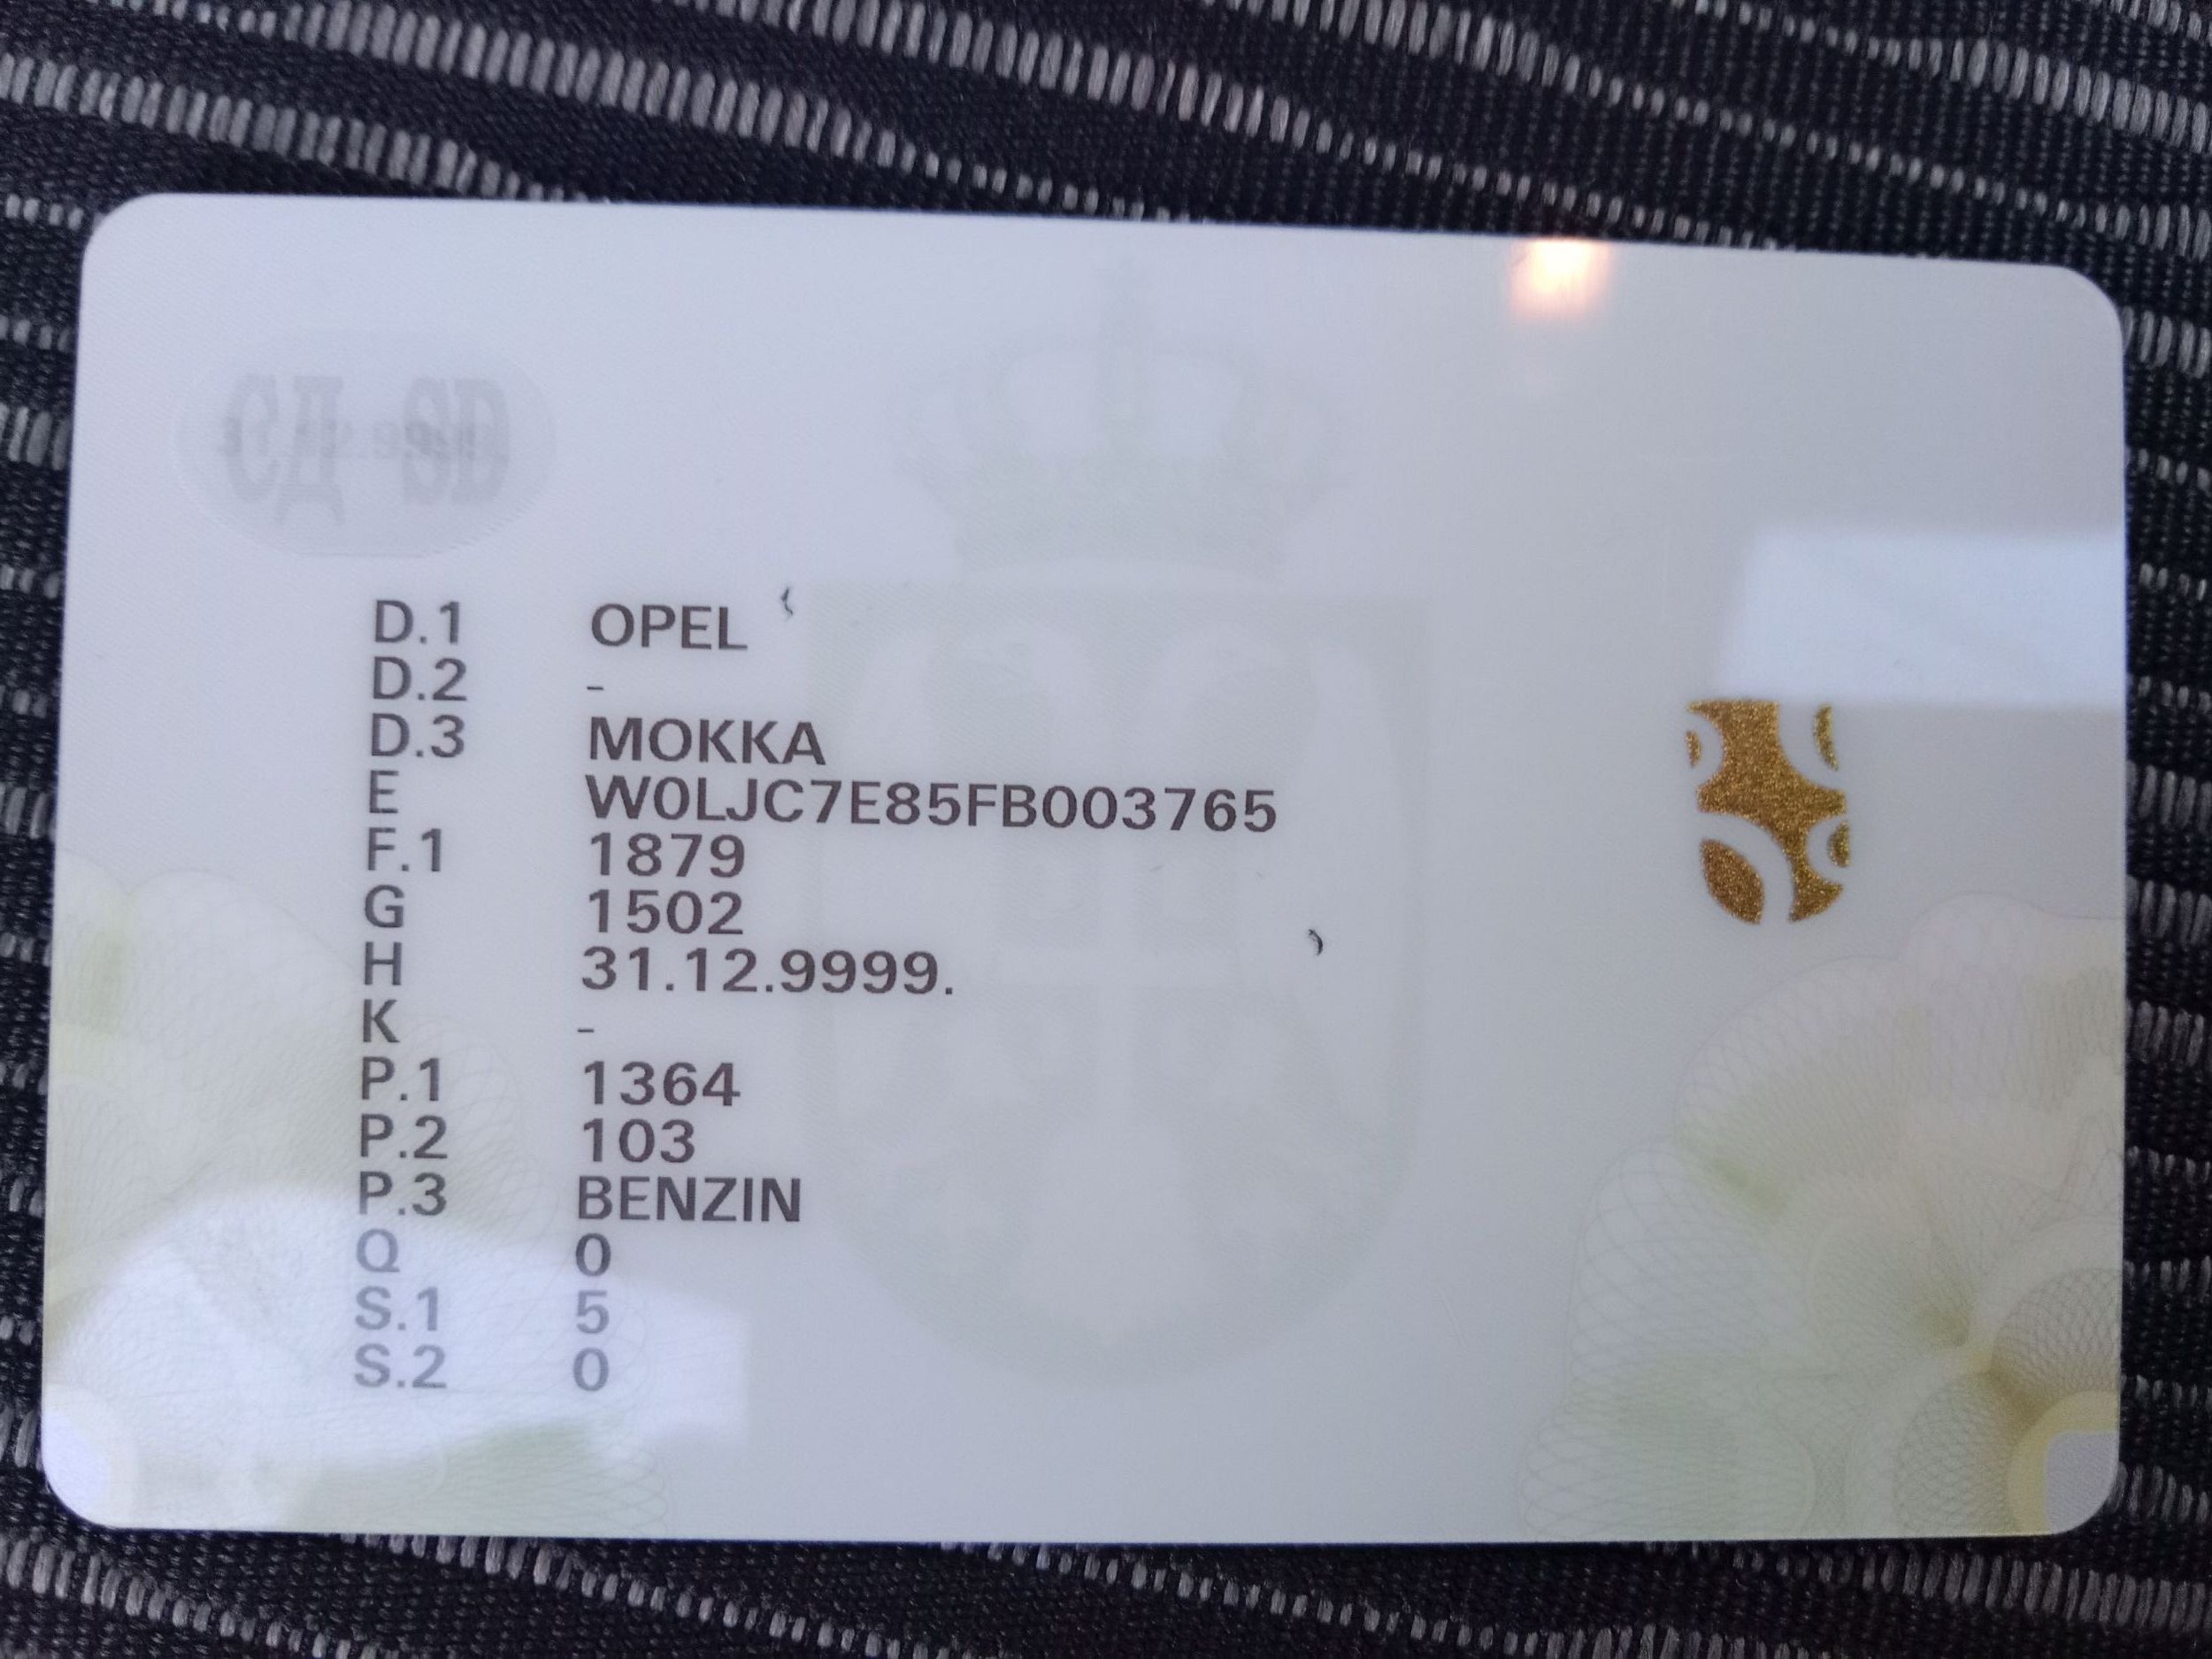 СД SD
D.1 OPEL
D.2 -
D.3 MOKKA
E W0LJC7E85FB003765
F.1 1879
G 1502
H 31.12.9999.
K -
P.1 1364
P.2 103
P.3 BENZIN
Q 0
S.1 5
S.2 0